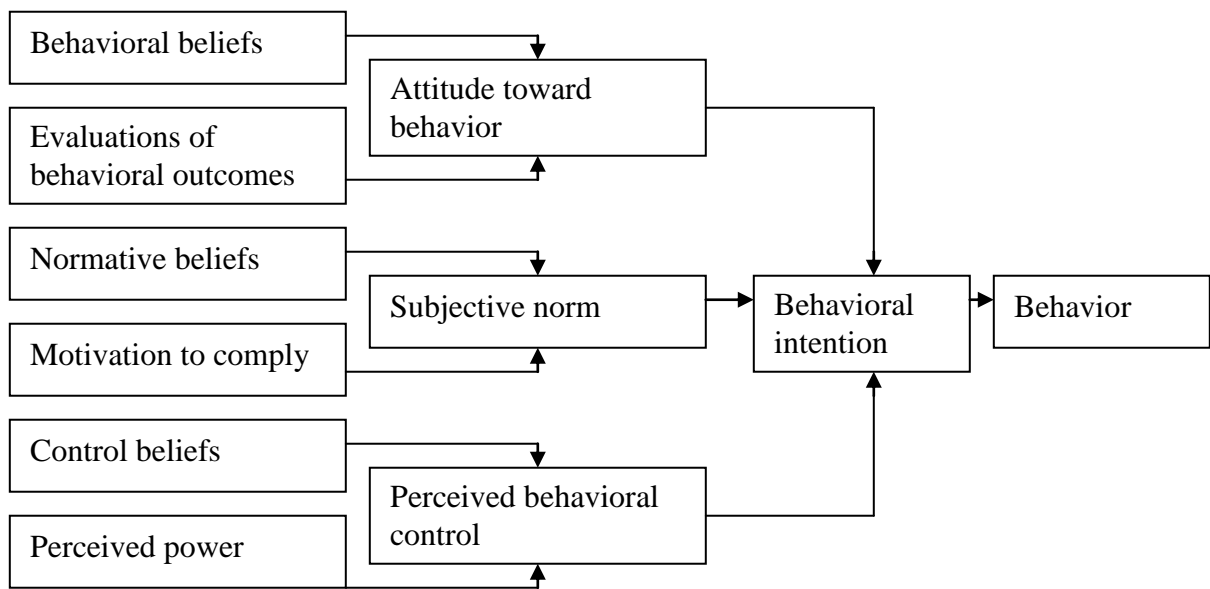 Behavioral beliefs
Attitude toward
behavior
Evaluations of
behavioral outcomes
Normative beliefs
Subjective norm
Motivation to comply
Behavioral
intention
Behavior
Control beliefs
Perceived behavioral
control
Perceived power